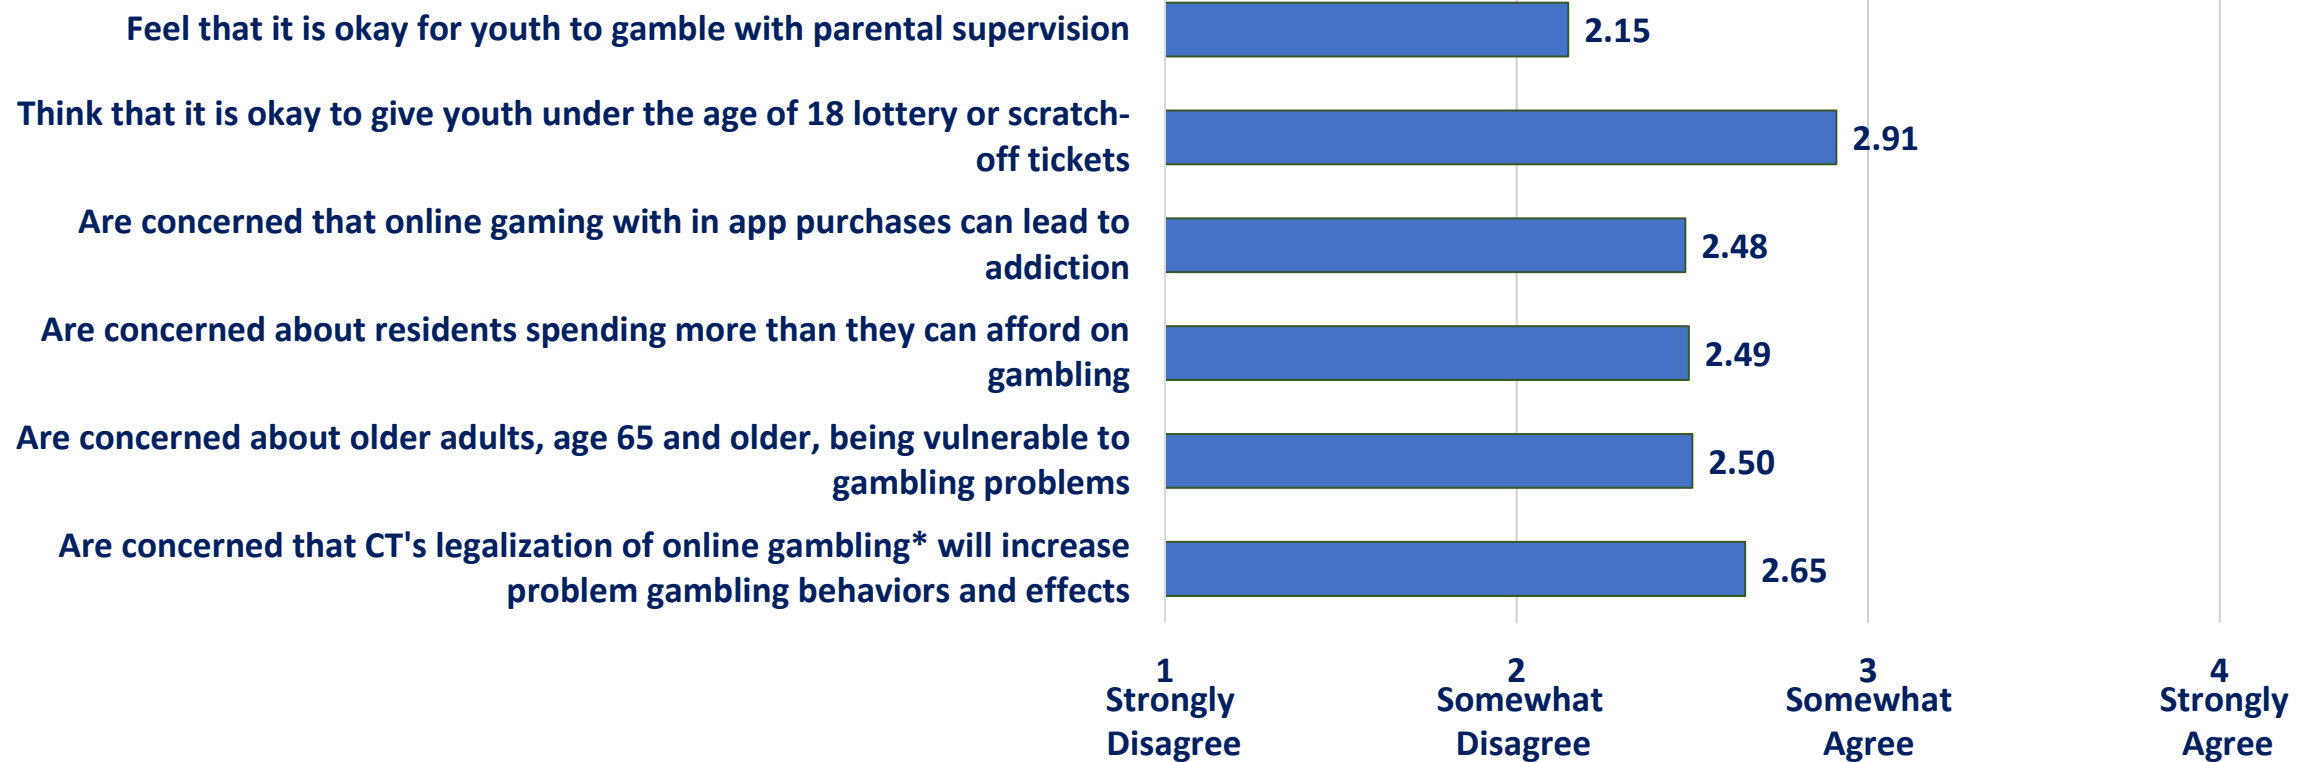 Feel that it is okay for youth to gamble with parental supervision
2.15
Think that it is okay to give youth under the age of 18 lottery or scratch-
off tickets
2.91
Are concerned that online gaming with in app purchases can lead to
addiction
2.48
Are concerned about residents spending more than they can afford on
gambling
2.49
Are concerned about older adults, age 65 and older, being vulnerable to
gambling problems
2.50
Are concerned that CT's legalization of online gambling* will increase
problem gambling behaviors and effects
2.65
1
Strongly
Disagree
2
Somewhat
Disagree
3
Somewhat
Agree
4
Strongly
Agree